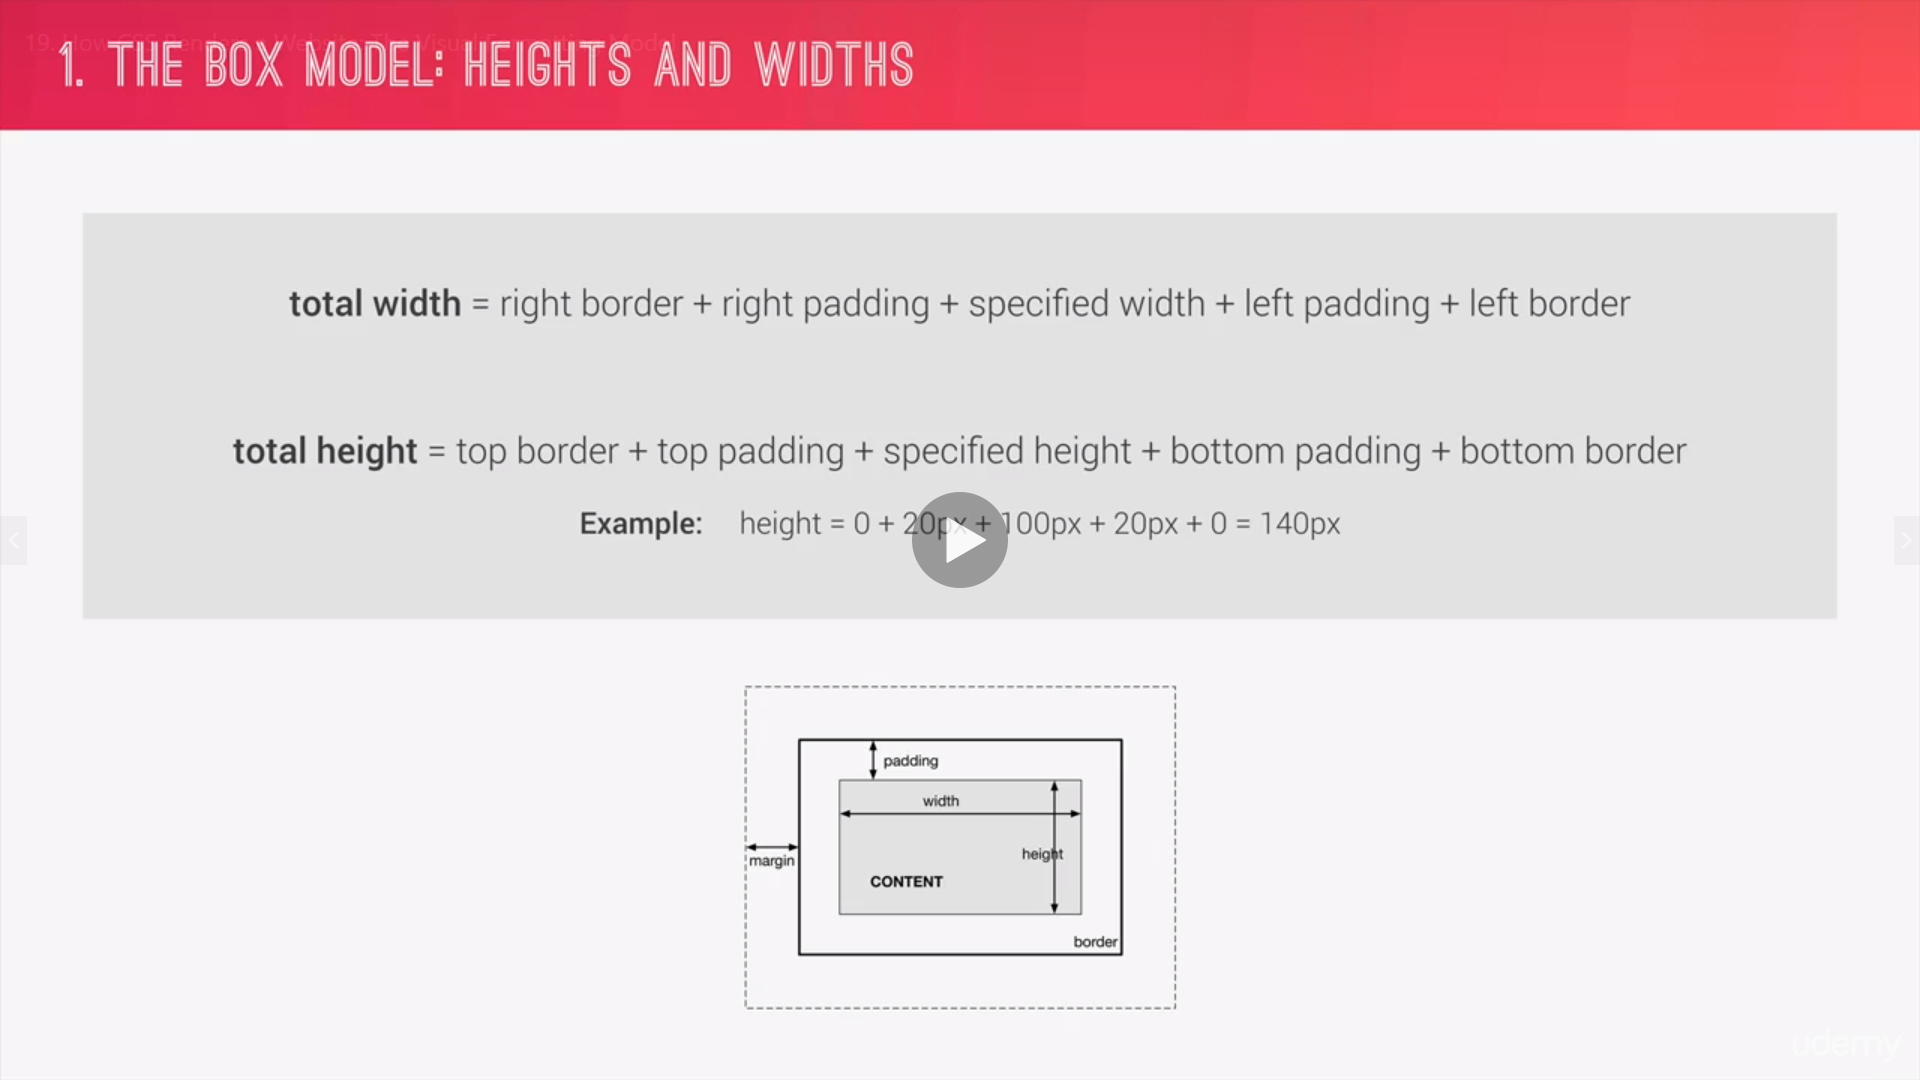 19. How CSS Renders a Website: The Visual Formatting Model
1. THE BOX MODEL: HEIGHTS AND WIDTHS
total width = right border + right padding + specified width + left padding + left border
total height = top border + top padding + specified height + bottom padding + bottom border
Example: height = 0 + 20px + 100px + 20px + 0 = 140px
padding
width
height
margin
CONTENT
border
udemy